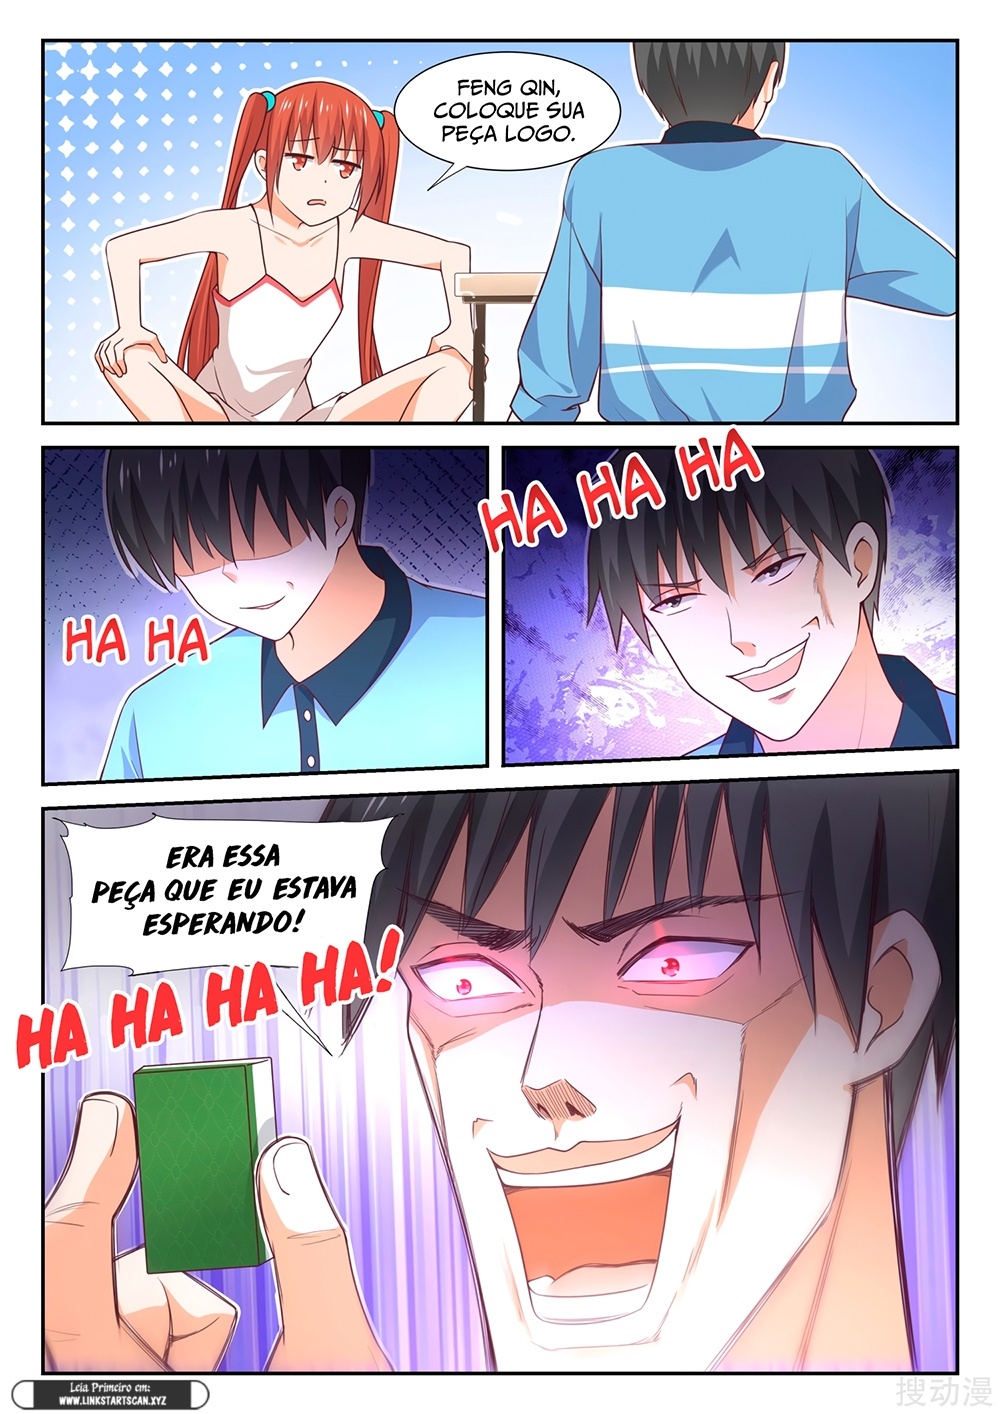 FENG QIN,
COLOQUE SUA
PEÇA LOGO.
HA HA
HA HA HA
ERA ESSA
PEÇA QUE EU ESTAVA
ESPERANDO!
HA HA HA HA!
Leia Primeiro em:
WWW.LINKSTARTSCAN.XYZ
搜动漫